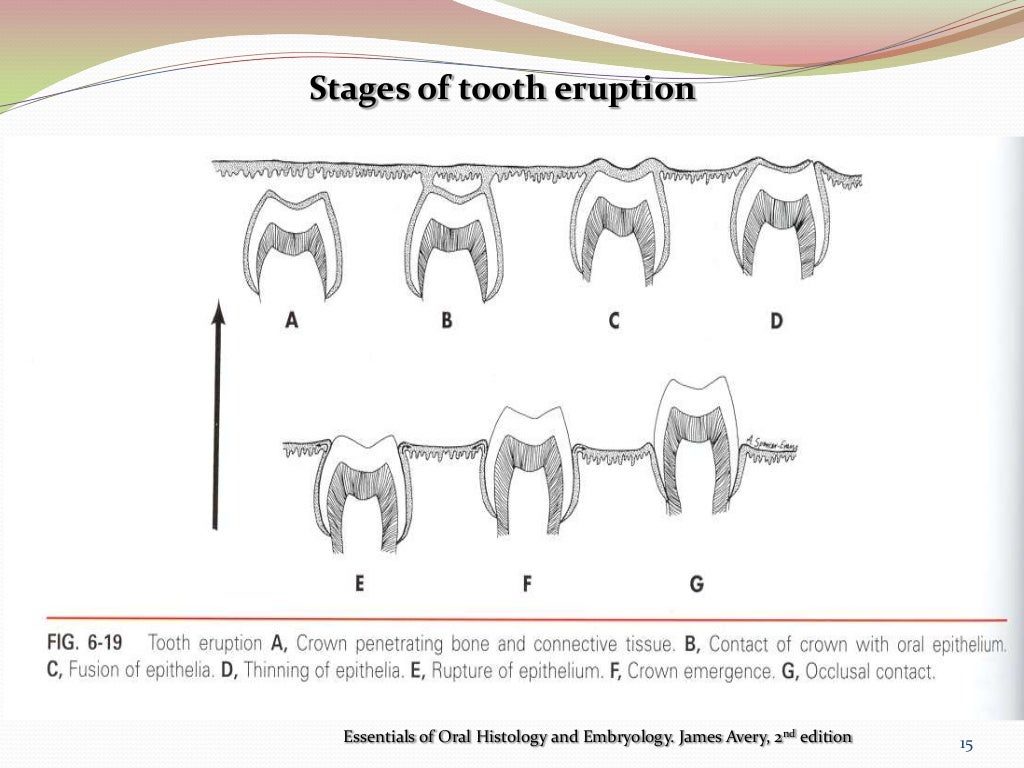 Stages of tooth eruption
A B C D
E F G
FIG. 6-19 Tooth eruption A, Crown penetrating bone and connective tissue. B, Contact of crown with oral epithelium.
C, Fusion of epithelia. D, Thinning of epithelia. E, Rupture of epithelium. F, Crown emergence. G, Occlusal contact.
Essentials of Oral Histology and Embryology. James Avery, 2nd edition
15